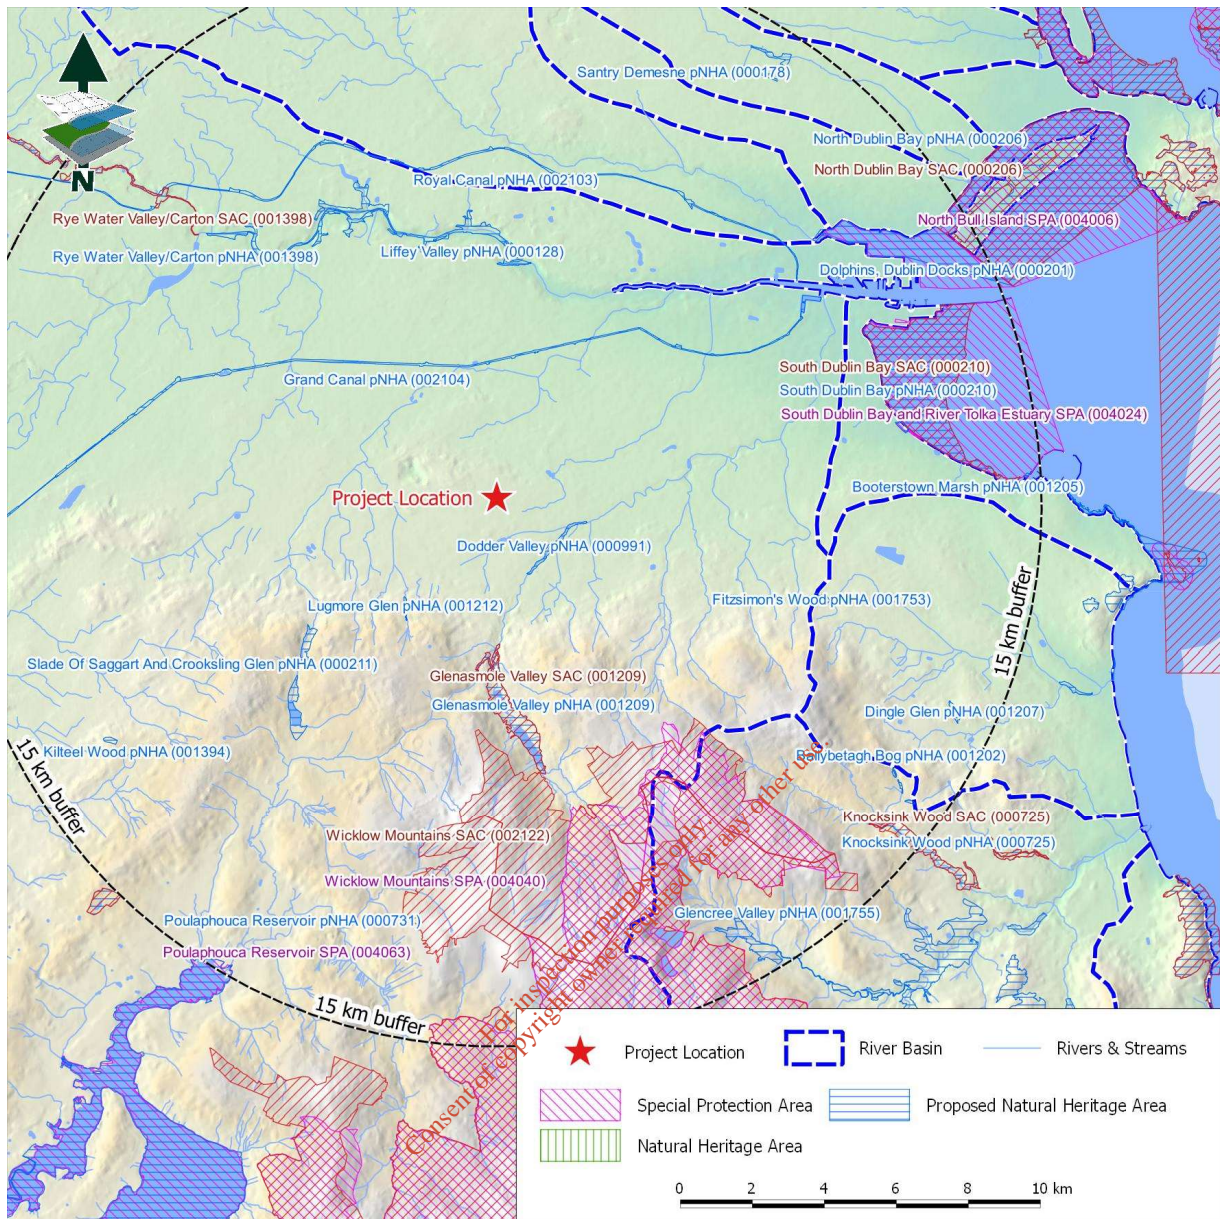 Santry Demesne pNHA (000178)
North Dublin Bay pNHA (000206)
North Dublin Bay SAC (000206)
N
Royal Canal pNHA (002103)
Rye Water Valley/Carton SAC (001398)
North Bull Island SPA (004006)
Rye Water Valley/Carton pNHA (001398)
Liffey Valley pNHA (000128)
Dolphins, Dublin Docks pNHA (000201)
South Dublin Bay SAC (000210)
Grand Canal pNHA (002104)
South Dublin Bay pNHA (000210)
South Dublin Bay and River Tolka Estuary SPA (004024)
Booterstown Marsh pNHA (001205)
Project Location
Dodder Valley pNHA (000991)
Fitzsimon's Wood pNHA (001753)
Lugmore Glen pNHA (001212)
15 km buffer
Slade Of Saggart And Crooksling Glen pNHA (000211)
Glenasmole Valley SAC (001209)
Glenasmole Valley pNHA (001209)
Dingle Glen pNHA (001207)
Kilteel Wood pNHA (001394)
Ballybetagh Bog pNHA (001202)
15 km buffer
Knocksink Wood SAC (000725)
Wicklow Mountains SAC (002122)
Knocksink Wood pNHA (000725)
Wicklow Mountains SPA (004040)
Glencree Valley pNHA (001755)
Poulaphouca Reservoir pNHA (000731)
Poulaphouca Reservoir SPA (004063)
15 km buffer
For inspection purposes only.
Consent of copyright owner required for any other use.
Project Location
River Basin
Rivers & Streams
Special Protection Area
Proposed Natural Heritage Area
Natural Heritage Area
0 2 4 6 8 10 km